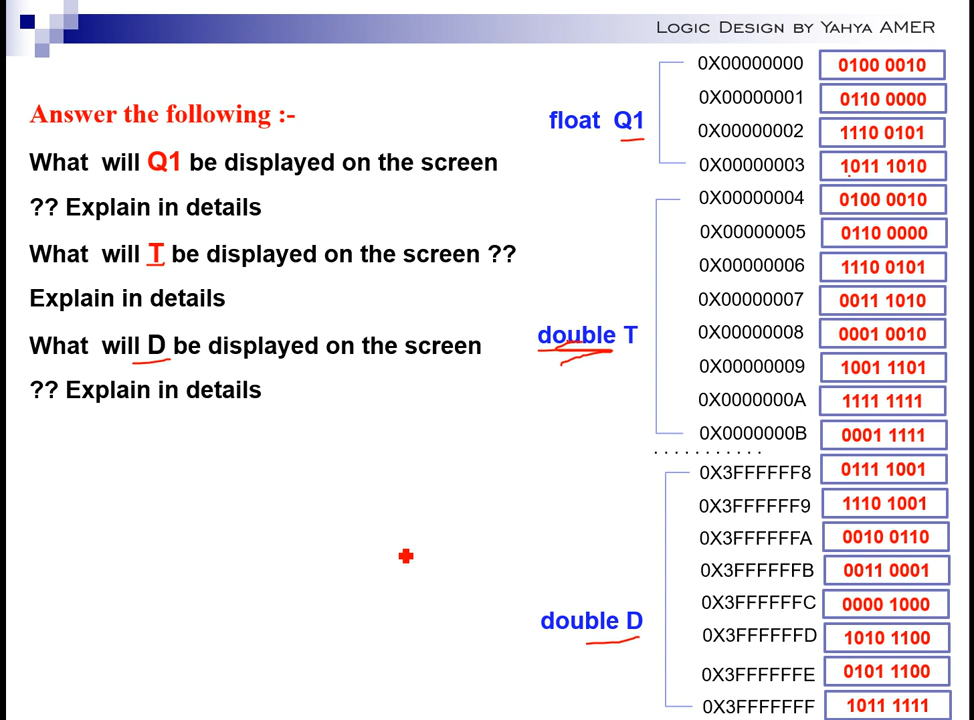 LOGIC DESIGN BY YAHYA AMER
Answer the following :-
What will Q1 be displayed on the screen
?? Explain in details
What will T be displayed on the screen ??
Explain in details
What will D be displayed on the screen
?? Explain in details
float Q1
0X00000000 0100 0010
0X00000001 0110 0000
0X00000002 1110 0101
0X00000003 1011 1010
double T
0X00000004 0100 0010
0X00000005 0110 0000
0X00000006 1110 0101
0X00000007 0011 1010
0X00000008 0001 0010
0X00000009 1001 1101
0X0000000A 1111 1111
0X0000000B 0001 1111
. . . . . . . . . . .
double D
0X3FFFFFF8 0111 1001
0X3FFFFFF9 1110 1001
0X3FFFFFFA 0010 0110
0X3FFFFFFB 0011 0001
0X3FFFFFFC 0000 1000
0X3FFFFFFD 1010 1100
0X3FFFFFFE 0101 1100
0X3FFFFFFF 1011 1111